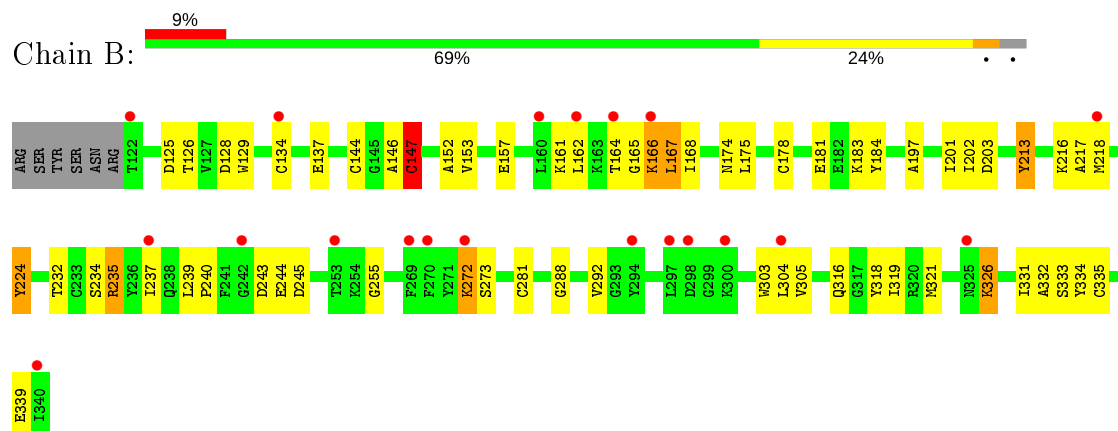 9%
Chain B:
69% 24% • •
ARG SER TYR SER ASN ARG T122 D125 T126 V127 D128 W129 C134 E137 C144 G145 A146 C147 A152 V153 E157 L160 K161 L162 K163 T164 G165 K166 L167 I168 N174 L175 C178 E181 E182 K183 Y184 A197 I201 I202 D203 Y213 K216 A217 M218
Y224 T232 C233 S234 R235 Y236 I237 Q238 L239 P240 F241 G242 D243 E244 D245 T253 K254 G255 F269 F270 Y271 K272 S273 C281 G288 V292 G293 Y294 L297 D298 G299 K300 W303 L304 V305 Q316 G317 Y318 I319 R320 M321 N325 K326 I331 A332 S333 Y334 C335
E339 I340